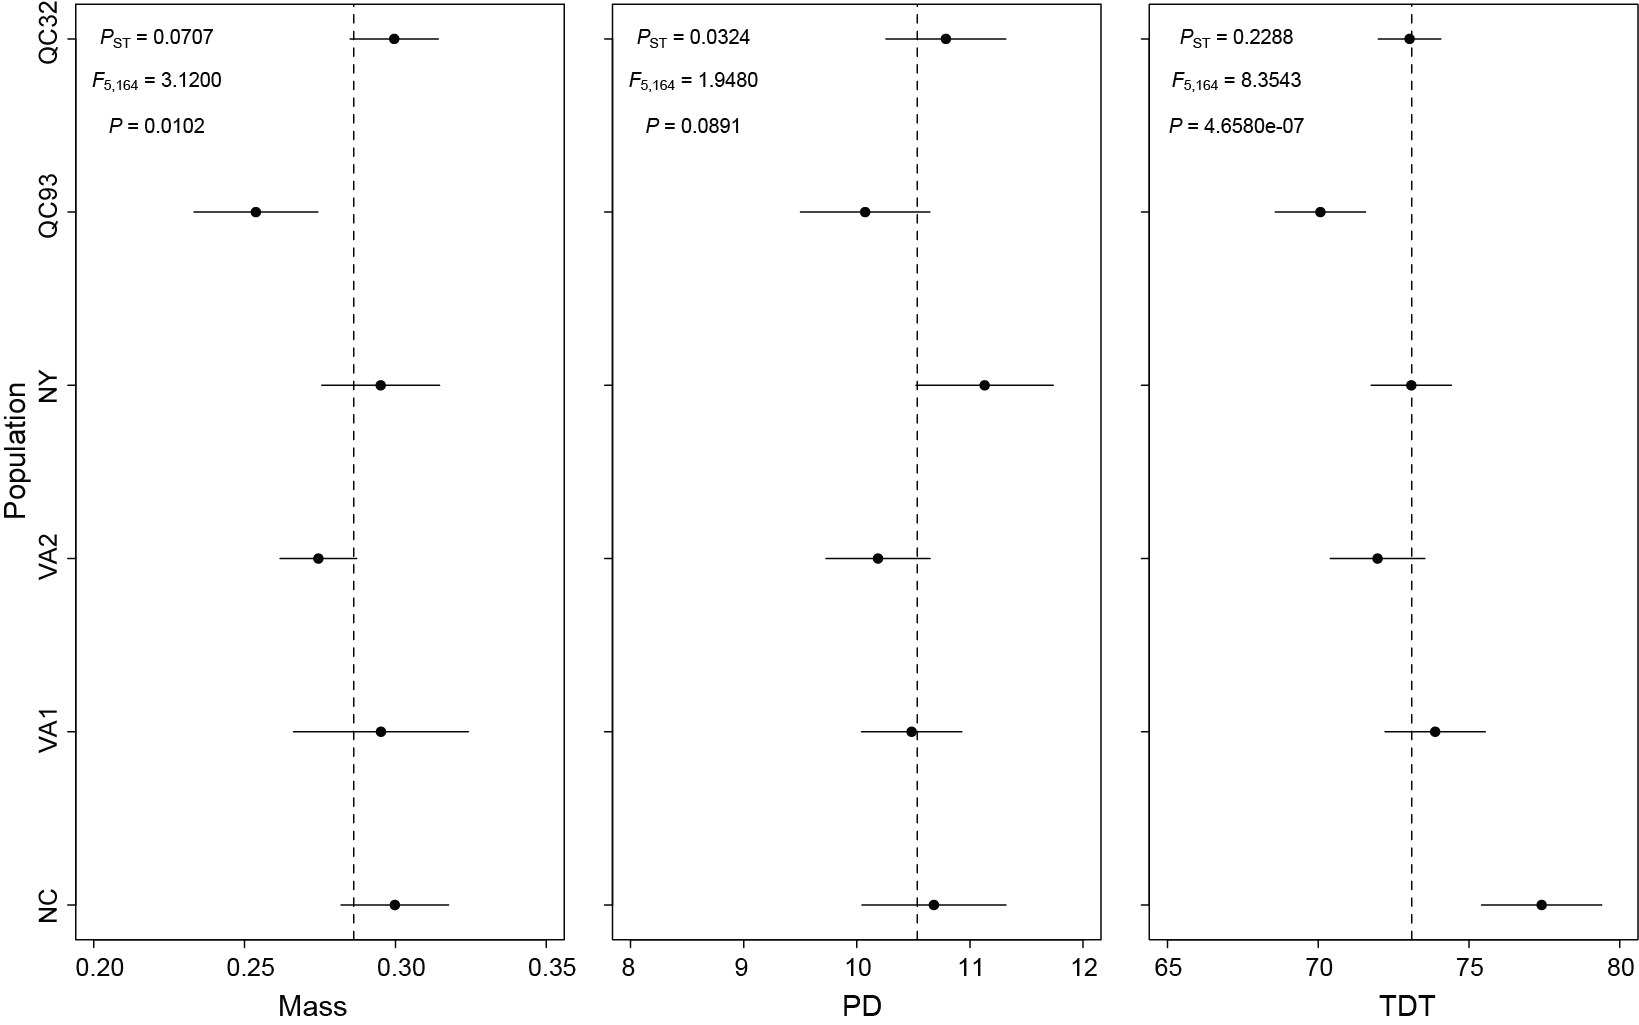 Population
QC32
QC93
NY
VA2
VA1
NC
P_ST = 0.0707
F_5,164 = 3.1200
P = 0.0102
0.20 0.25 0.30 0.35
Mass
P_ST = 0.0324
F_5,164 = 1.9480
P = 0.0891
8 9 10 11 12
PD
P_ST = 0.2288
F_5,164 = 8.3543
P = 4.6580e-07
65 70 75 80
TDT